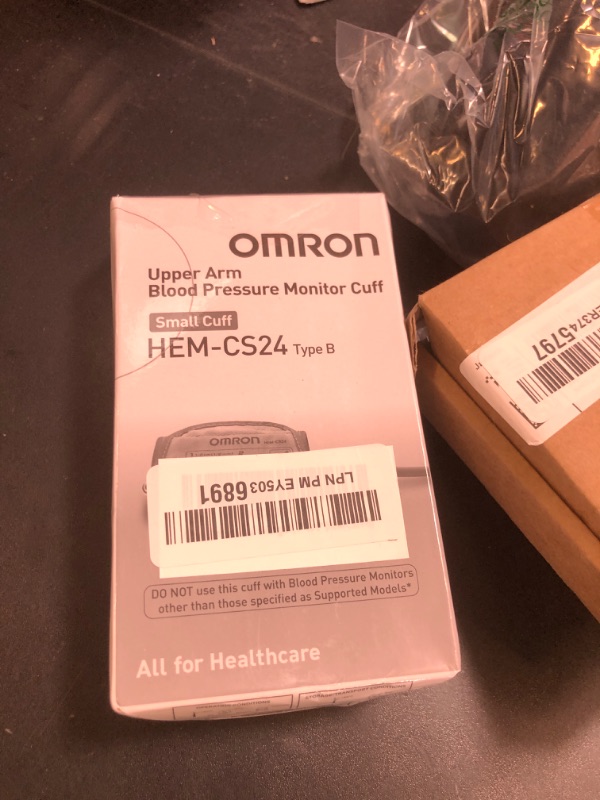 OMRON
Upper Arm
Blood Pressure Monitor Cuff
Small Cuff
HEM-CS24 Type B
OMRON
LPN PM EY5036891
DO NOT use this cuff with Blood Pressure Monitors
other than those specified as Supported Models*
All for Healthcare
ER3745797